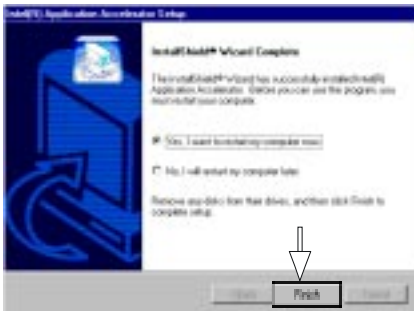 Intel(R) Application Accelerator Setup
InstallShield® Wizard Complete
The InstallShield® Wizard has successfully installed Intel(R)
Application Accelerator. Before you can use the program, you
must restart your computer.
Yes, I want to restart my computer now.
No, I will restart my computer later.
Remove any disks from their drives, and then click Finish to
complete setup.
Finish